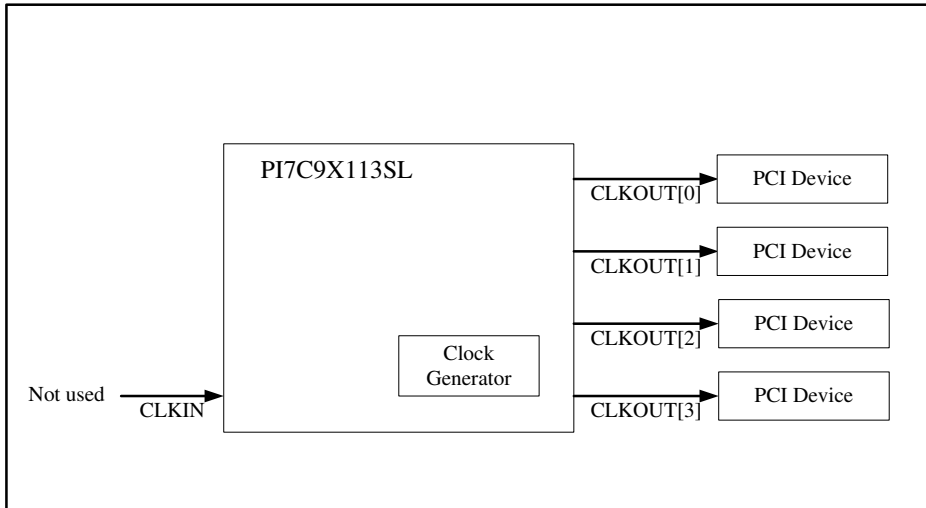 PI7C9X113SL
PCI Device
CLKOUT[0]
PCI Device
CLKOUT[1]
PCI Device
CLKOUT[2]
Clock
Generator
Not used
CLKIN
PCI Device
CLKOUT[3]